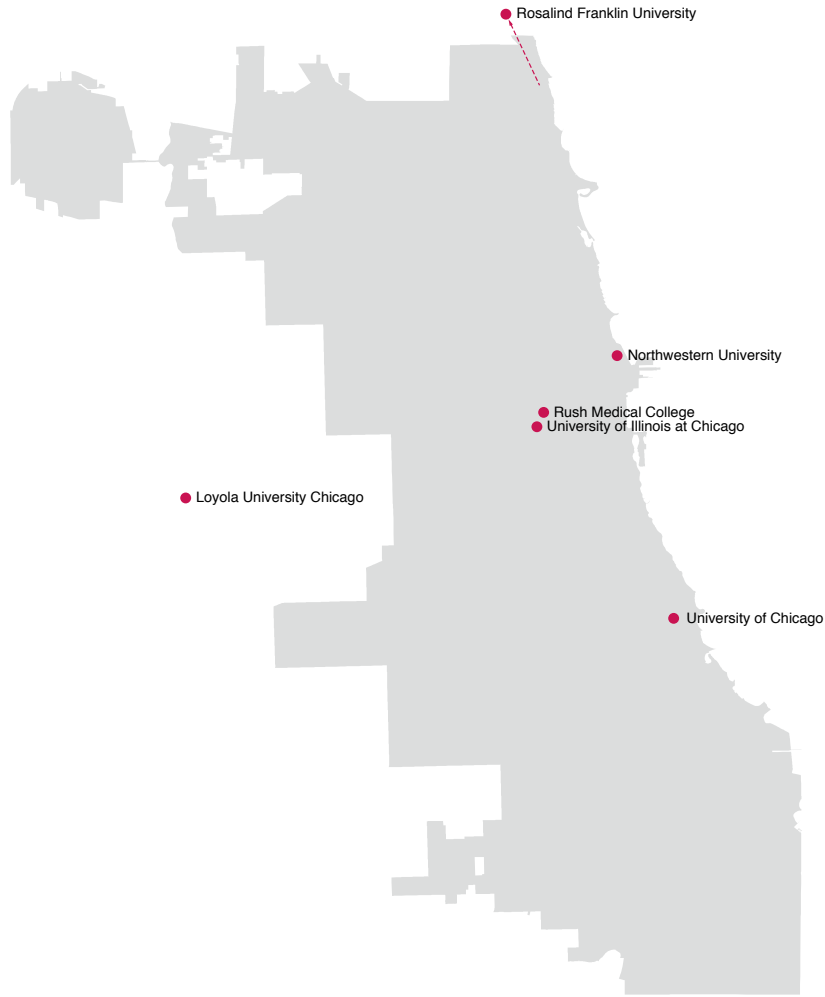 Rosalind Franklin University
Northwestern University
Rush Medical College
University of Illinois at Chicago
Loyola University Chicago
University of Chicago